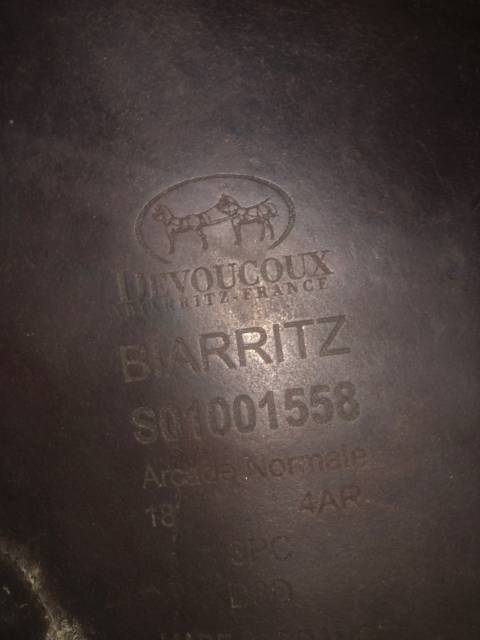 DEVOUCOUX
BIARRITZ-FRANCE
BIARRITZ
S01001558
Arcade Normale
18 4AR